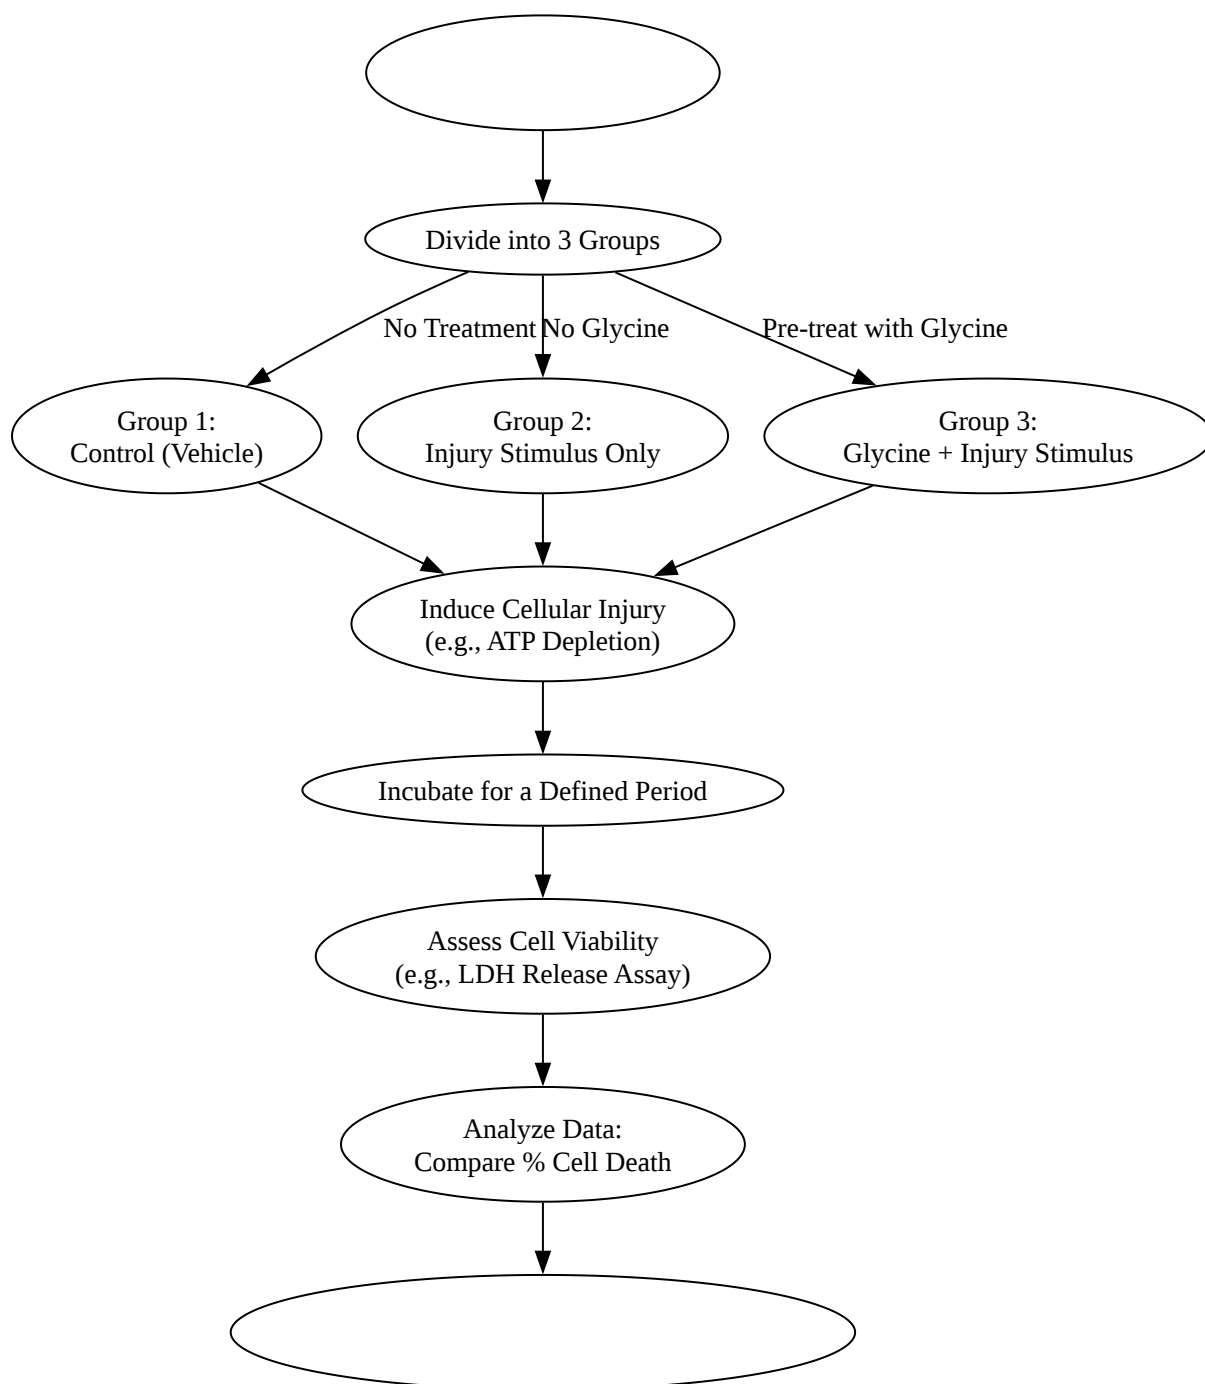 Divide into 3 Groups
No Treatment
No Glycine
Pre-treat with Glycine
Group 1:
Control (Vehicle)
Group 2:
Injury Stimulus Only
Group 3:
Glycine + Injury Stimulus
Induce Cellular Injury
(e.g., ATP Depletion)
Incubate for a Defined Period
Assess Cell Viability
(e.g., LDH Release Assay)
Analyze Data:
Compare % Cell Death